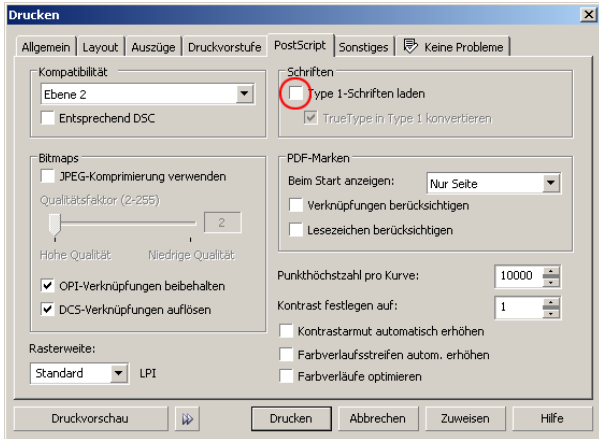 Drucken
Allgemein Layout Auszüge Druckvorstufe PostScript Sonstiges Keine Probleme
Kompatibilität
Ebene 2
Entsprechend DSC
Schriften
Type 1-Schriften laden
TrueType in Type 1 konvertieren
Bitmaps
JPEG-Komprimierung verwenden
Qualitätsfaktor (2-255)
2
Hohe Qualität Niedrige Qualität
OPI-Verknüpfungen beibehalten
DCS-Verknüpfungen auflösen
PDF-Marken
Beim Start anzeigen: Nur Seite
Verknüpfungen berücksichtigen
Lesezeichen berücksichtigen
Punkthöchstzahl pro Kurve: 10000
Kontrast festlegen auf: 1
Kontrastarmut automatisch erhöhen
Farbverlaufsstreifen autom. erhöhen
Farbverläufe optimieren
Rasterweite:
Standard LPI
Druckvorschau Drucken Abbrechen Zuweisen Hilfe